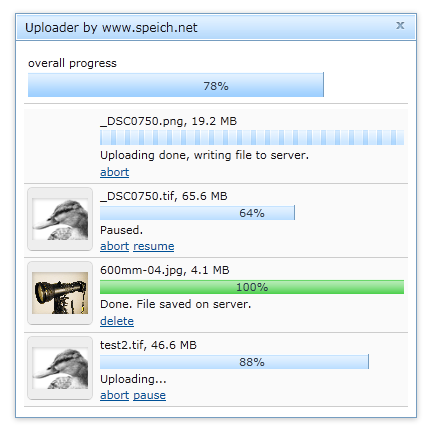 Uploader by www.speich.net
x
overall progress
78%
_DSC0750.png, 19.2 MB
Uploading done, writing file to server.
abort
_DSC0750.tif, 65.6 MB
64%
Paused.
abort resume
600mm-04.jpg, 4.1 MB
100%
Done. File saved on server.
delete
test2.tif, 46.6 MB
88%
Uploading...
abort pause